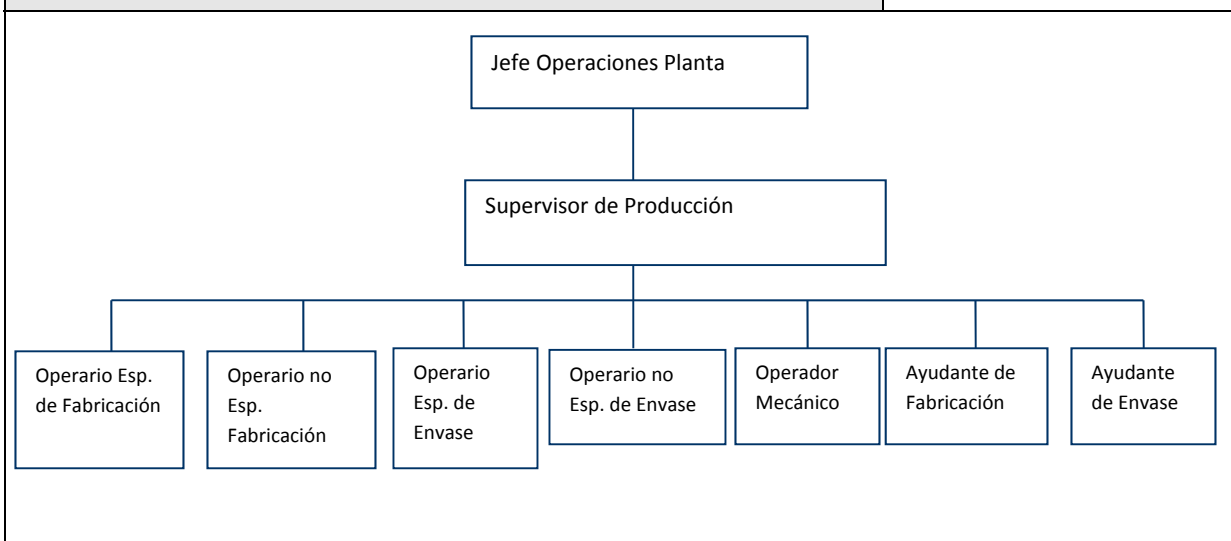 Jefe Operaciones Planta
Supervisor de Producción
Operario Esp.
de Fabricación
Operario no
Esp.
Fabricación
Operario
Esp. de
Envase
Operario no
Esp. de Envase
Operador
Mecánico
Ayudante de
Fabricación
Ayudante
de Envase